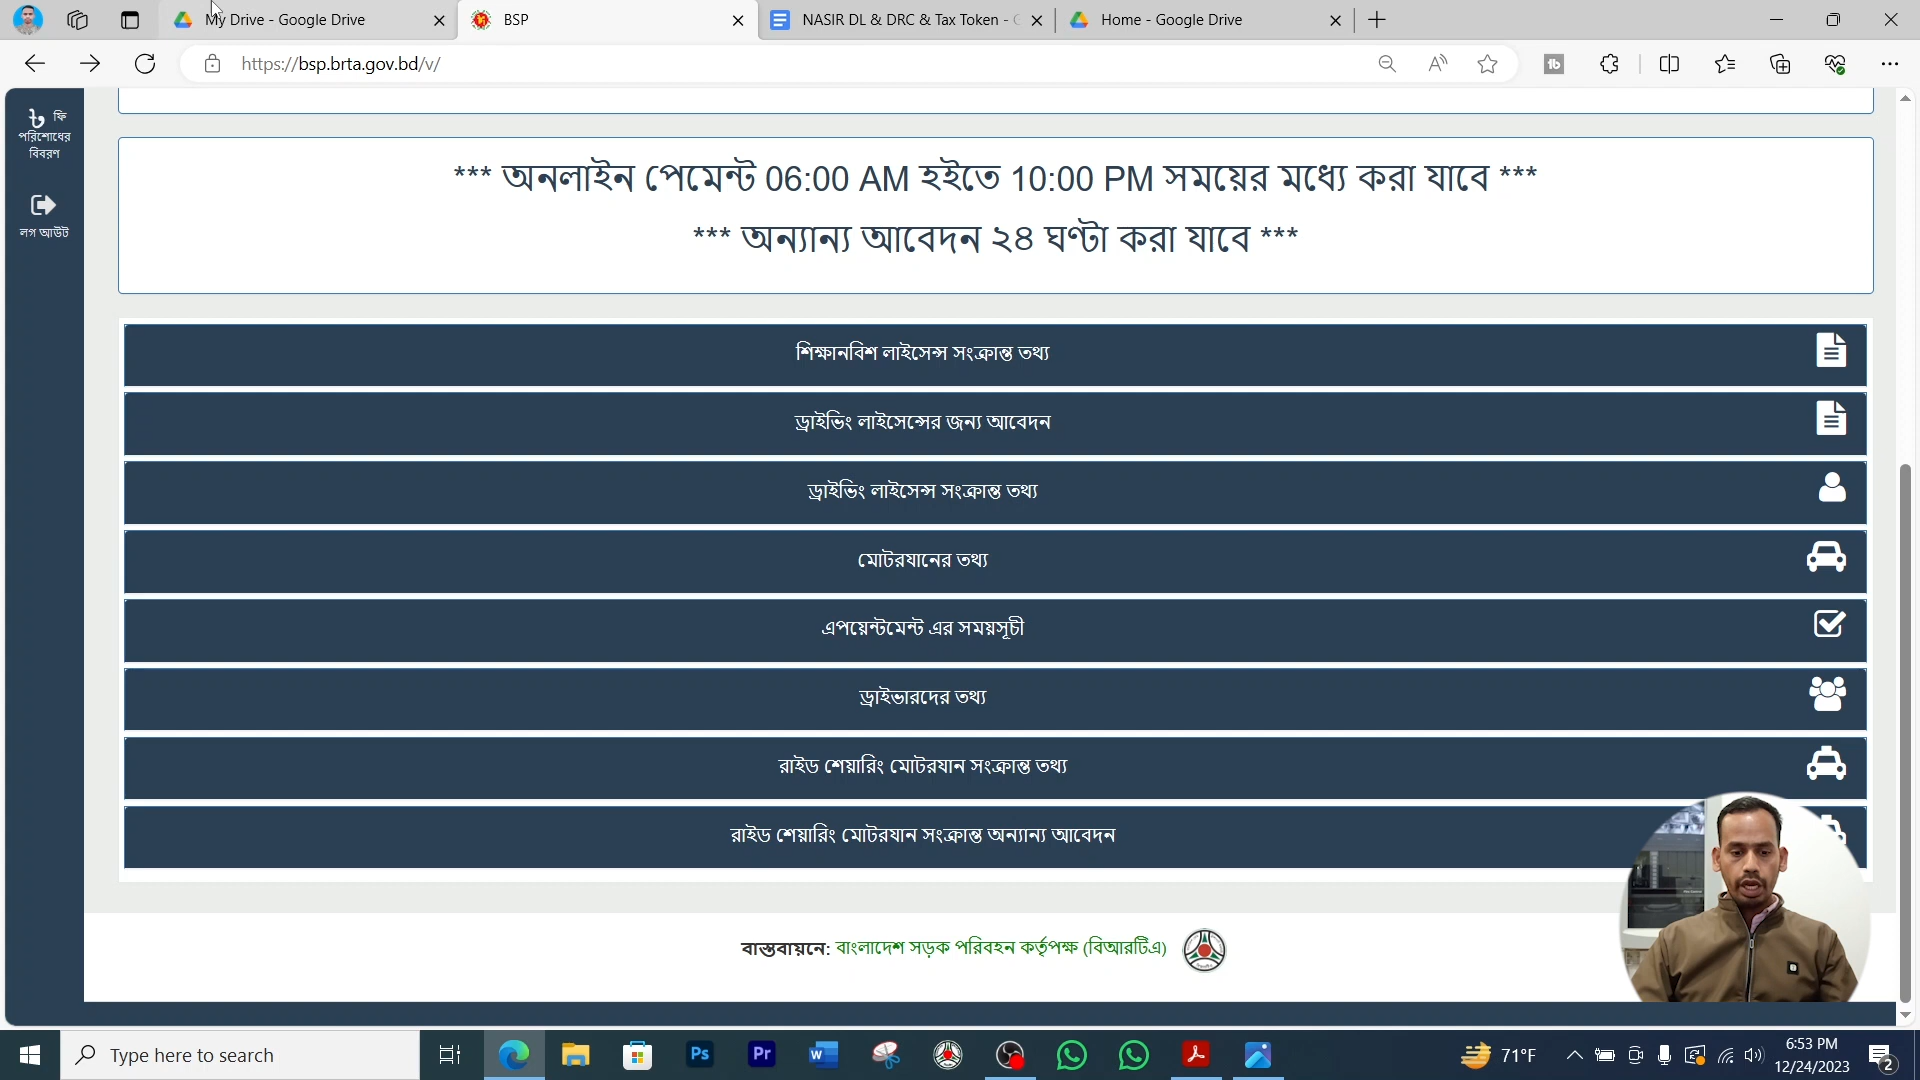 My Drive - Google Drive
BSP
NASIR DL & DRC & Tax Token -
Home - Google Drive
https://bsp.brta.gov.bd/v/
৳ ফি
পরিশোধের
বিবরণ
লগ আউট
*** অনলাইন পেমেন্ট 06:00 AM হইতে 10:00 PM সময়ের মধ্যে করা যাবে ***
*** অন্যান্য আবেদন ২৪ ঘণ্টা করা যাবে ***
শিক্ষানবিশ লাইসেন্স সংক্রান্ত তথ্য
ড্রাইভিং লাইসেন্সের জন্য আবেদন
ড্রাইভিং লাইসেন্স সংক্রান্ত তথ্য
মোটরযানের তথ্য
এপয়েন্টমেন্ট এর সময়সূচী
ড্রাইভারদের তথ্য
রাইড শেয়ারিং মোটরযান সংক্রান্ত তথ্য
রাইড শেয়ারিং মোটরযান সংক্রান্ত অন্যান্য আবেদন
বাস্তবায়নে: বাংলাদেশ সড়ক পরিবহন কর্তৃপক্ষ (বিআরটিএ)
Type here to search
Ps
Pr
71°F
6:53 PM
12/24/2023
2